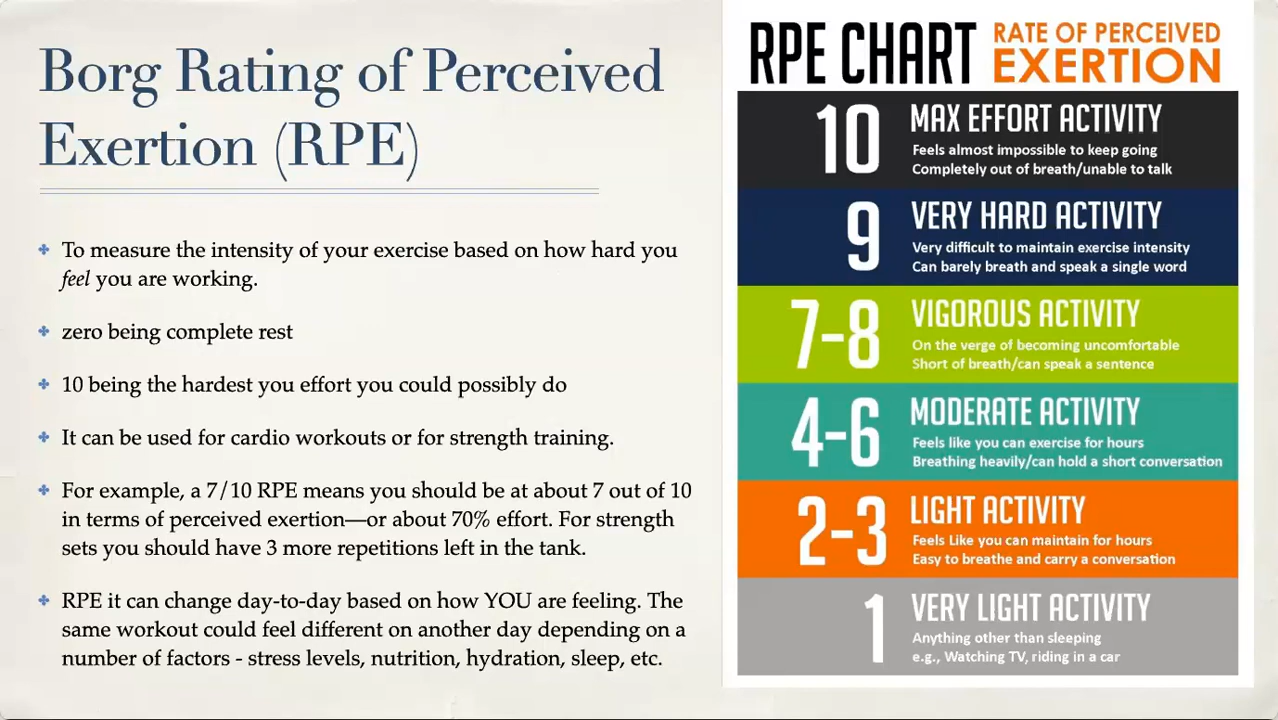 Borg Rating of Perceived
Exertion (RPE)
To measure the intensity of your exercise based on how hard you
feel you are working.
zero being complete rest
10 being the hardest you effort you could possibly do
It can be used for cardio workouts or for strength training.
For example, a 7/10 RPE means you should be at about 7 out of 10
in terms of perceived exertion—or about 70% effort. For strength
sets you should have 3 more repetitions left in the tank.
RPE it can change day-to-day based on how YOU are feeling. The
same workout could feel different on another day depending on a
number of factors - stress levels, nutrition, hydration, sleep, etc.
RPE CHART RATE OF PERCEIVED
EXERTION
10 MAX EFFORT ACTIVITY
Feels almost impossible to keep going
Completely out of breath/unable to talk
9 VERY HARD ACTIVITY
Very difficult to maintain exercise intensity
Can barely breath and speak a single word
7-8 VIGOROUS ACTIVITY
On the verge of becoming uncomfortable
Short of breath/can speak a sentence
4-6 MODERATE ACTIVITY
Feels like you can exercise for hours
Breathing heavily/can hold a short conversation
2-3 LIGHT ACTIVITY
Feels Like you can maintain for hours
Easy to breathe and carry a conversation
1 VERY LIGHT ACTIVITY
Anything other than sleeping
e.g., Watching TV, riding in a car